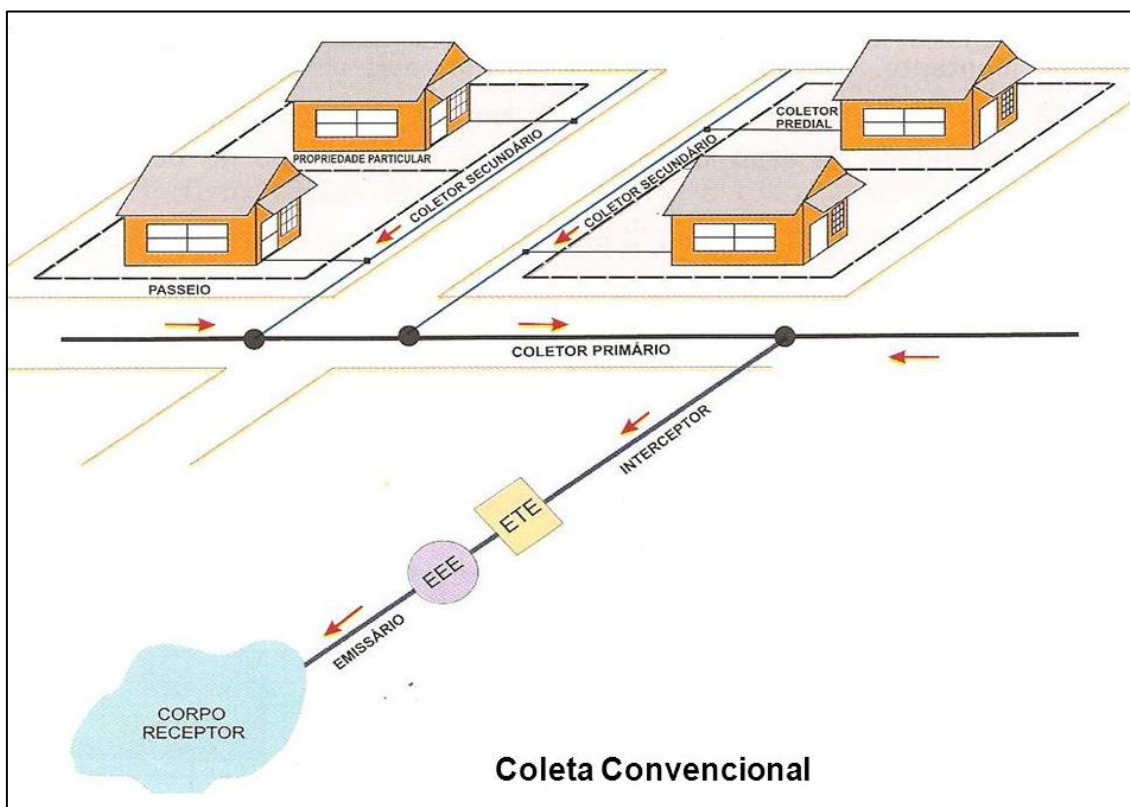 PROPRIEDADE PARTICULAR
COLETOR SECUNDÁRIO
COLETOR
PREDIAL
COLETOR SECUNDÁRIO
PASSEIO
COLETOR PRIMÁRIO
INTERCEPTOR
ETE
EEE
EMISSÁRIO
CORPO
RECEPTOR
Coleta Convencional